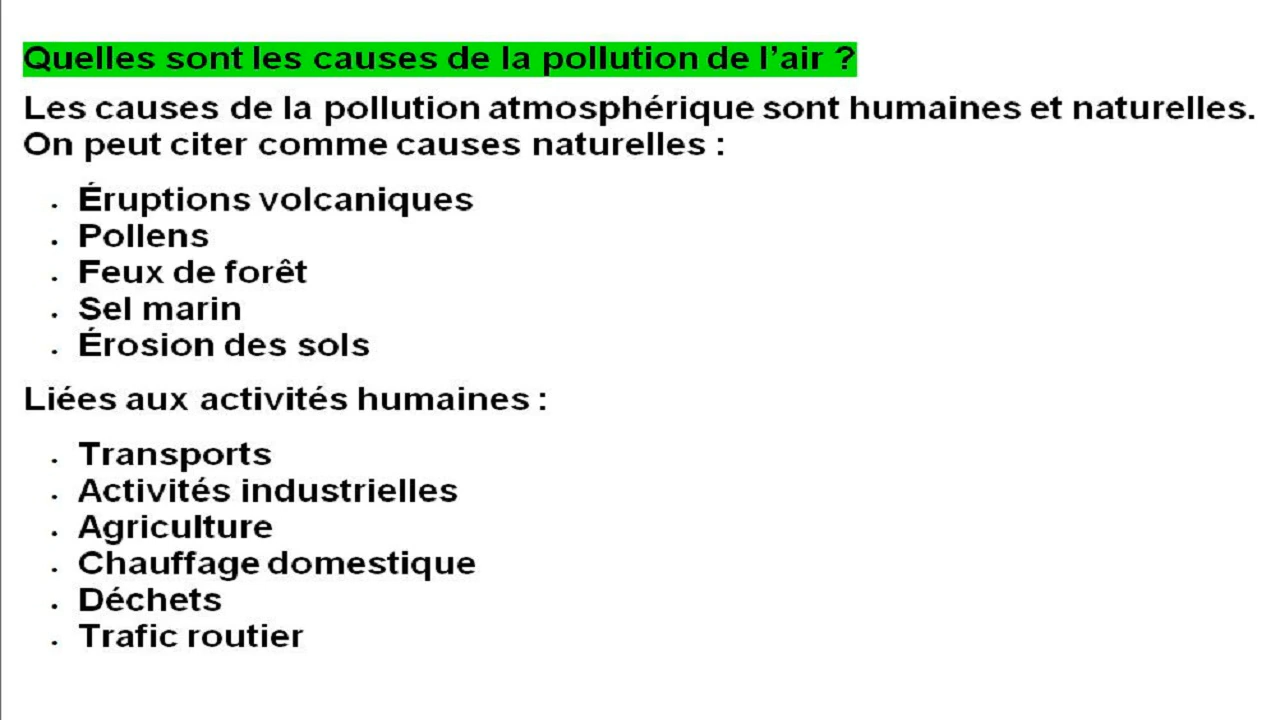 Quelles sont les causes de la pollution de l’air ?
Les causes de la pollution atmosphérique sont humaines et naturelles.
On peut citer comme causes naturelles :
. Éruptions volcaniques
. Pollens
. Feux de forêt
. Sel marin
. Érosion des sols
Liées aux activités humaines :
. Transports
. Activités industrielles
. Agriculture
. Chauffage domestique
. Déchets
. Trafic routier